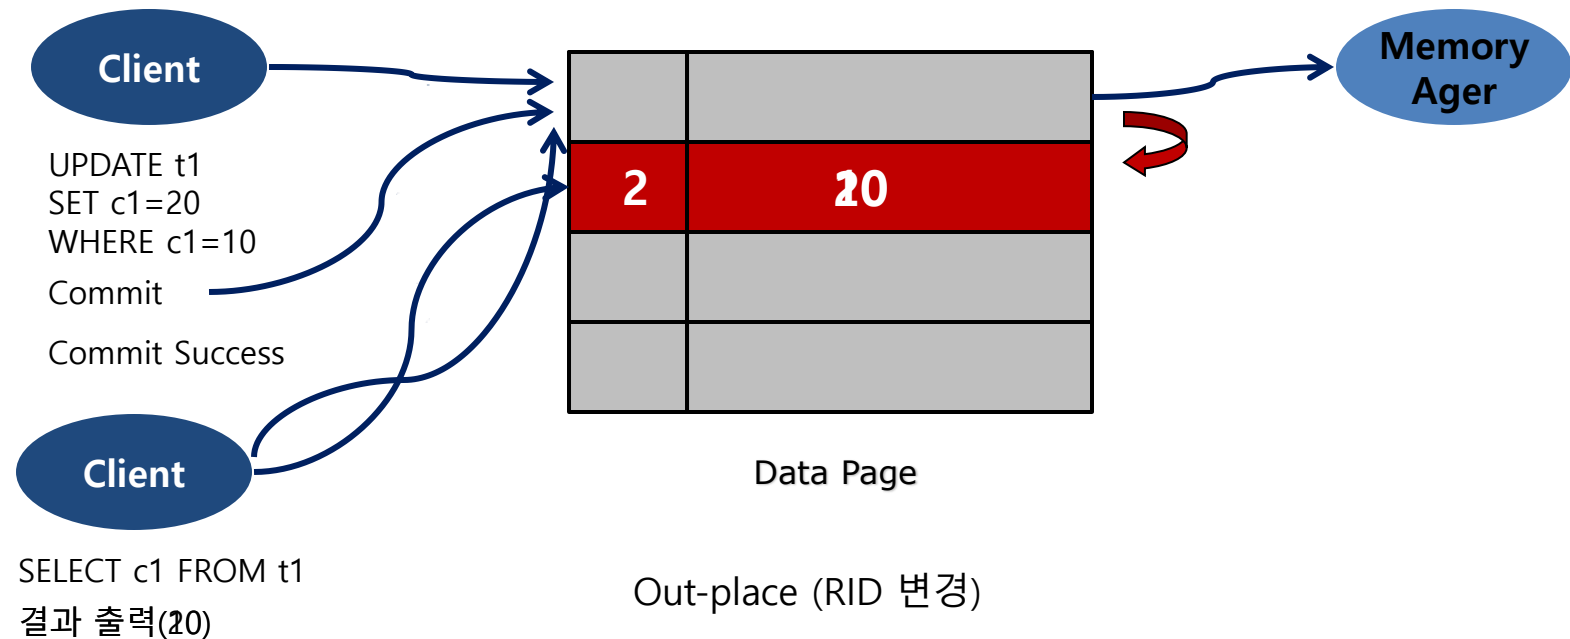 Client
Memory
Ager
UPDATE t1
SET c1=20
WHERE c1=10
2
Commit
Commit Success
Client
Data Page
SELECT c1 FROM t1
Out-place (RID 변경)
결과 출력